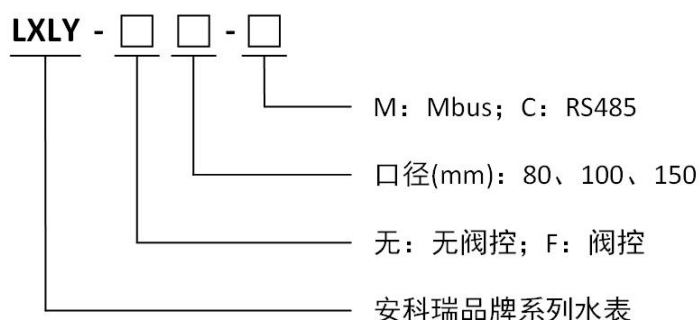 LXLY - □ □ - □
M：Mbus；C：RS485
口径(mm)：80、100、150
无：无阀控；F：阀控
安科瑞品牌系列水表